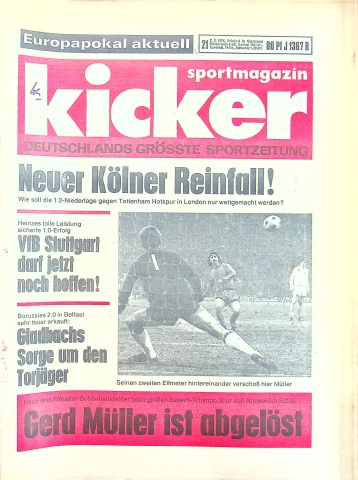 Europapokal aktuell
21
sportmagazin
kicker
DEUTSCHLANDS GRÖSSTE SPORTZEITUNG
Neuer Kölner Reinfall!
Wie soll die 1:2-Niederlage gegen Tottenham Hotspur in London nur wettgemacht werden?
Heinzes tolle Leistung
sicherte 1:0-Erfolg
VfB Stuttgart
darf jetzt
noch hoffen!
Borussias 2:0 in Belfast
sehr teuer erkauft:
Gladbachs
Sorge um den
Torjäger
Seinen zweiten Elfmeter hintereinander verschoß hier Müller
Gerd Müller ist abgelöst